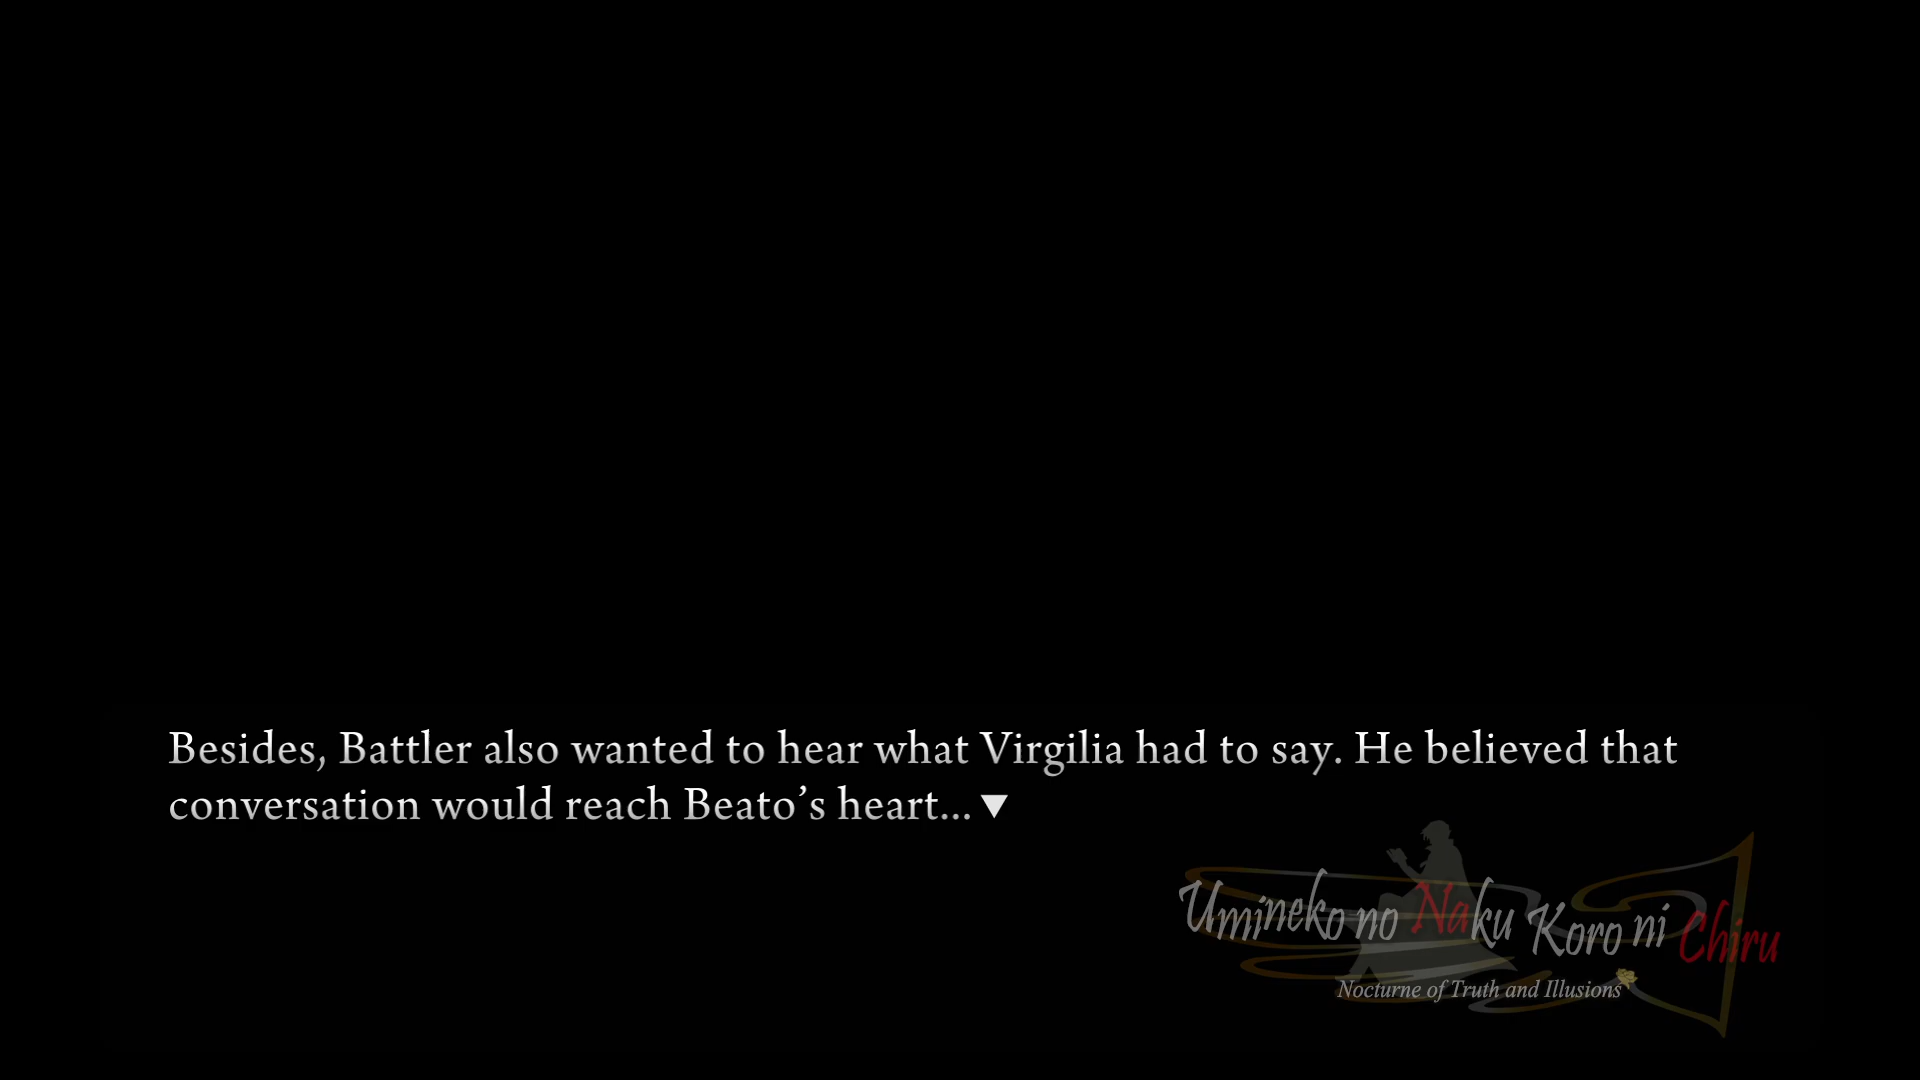 Besides, Battler also wanted to hear what Virgilia had to say. He believed that
conversation would reach Beato’s heart...
Umineko no Naku Koro ni Chiru
Nocturne of Truth and Illusions